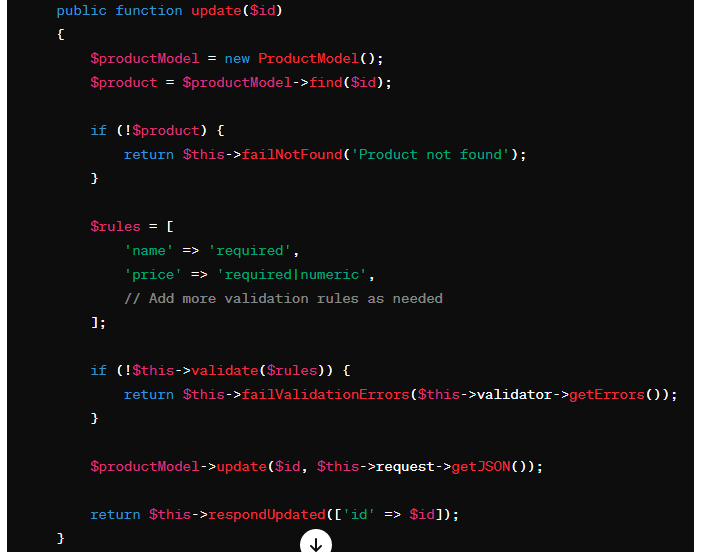 public function update($id)
{
    $productModel = new ProductModel();
    $product = $productModel->find($id);

    if (!$product) {
        return $this->failNotFound('Product not found');
    }

    $rules = [
        'name' => 'required',
        'price' => 'required|numeric',
        // Add more validation rules as needed
    ];

    if (!$this->validate($rules)) {
        return $this->failValidationErrors($this->validator->getErrors());
    }

    $productModel->update($id, $this->request->getJSON());

    return $this->respondUpdated(['id' => $id]);
}